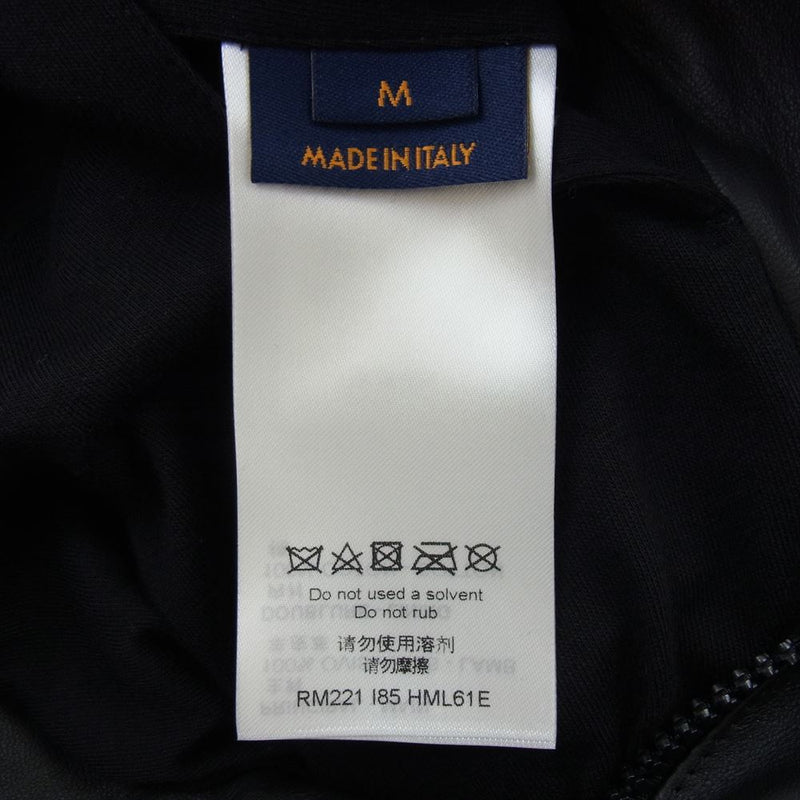 M
MADE IN ITALY
Do not used a solvent
Do not rub
请勿使用溶剂
请勿摩擦
RM221 I85 HML61E